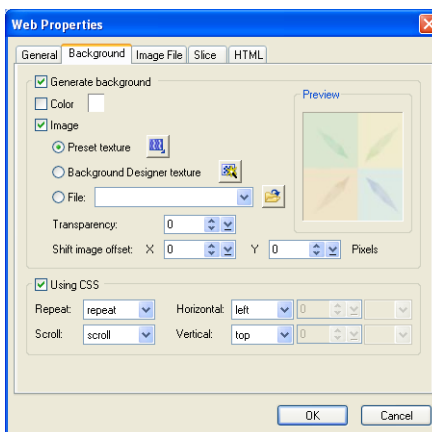 Web Properties
General Background Image File Slice HTML
Generate background
Color
Preview
Image
Preset texture
Background Designer texture
File:
Transparency: 0
Shift image offset: X 0 Y 0 Pixels
Using CSS
Repeat: repeat Horizontal: left 0
Scroll: scroll Vertical: top 0
OK Cancel